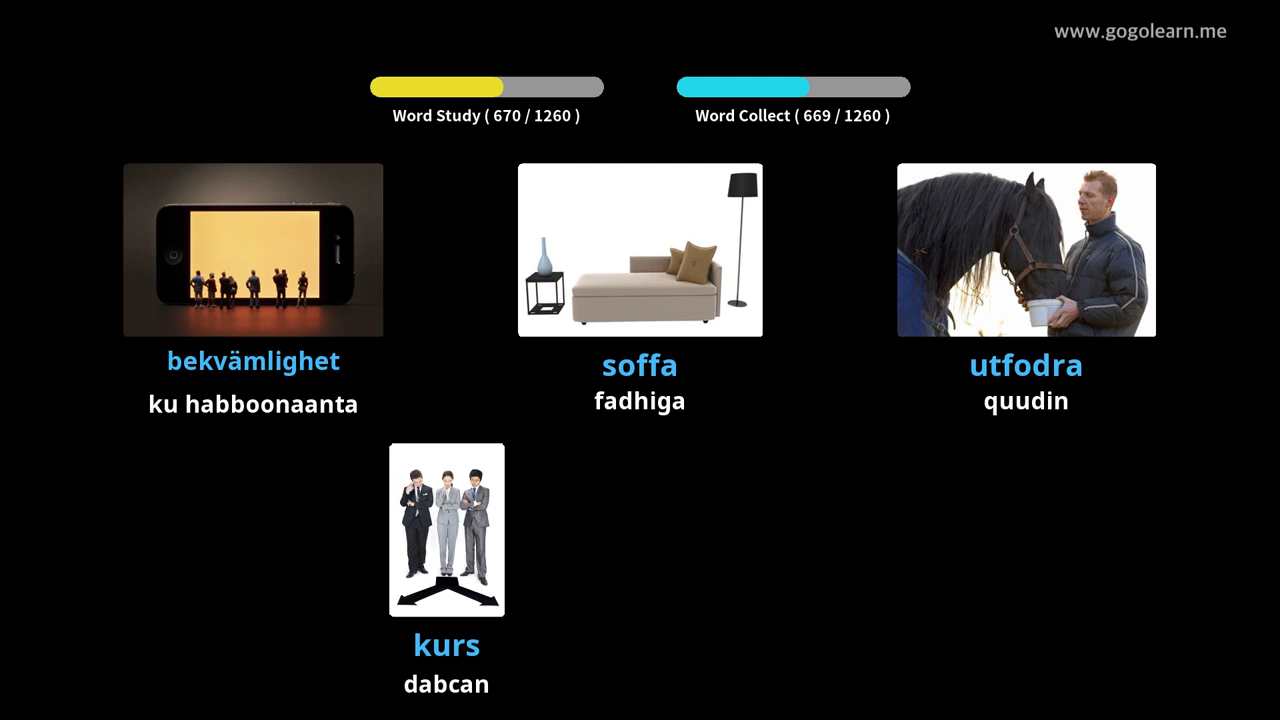 www.gogolearn.me
Word Study ( 670 / 1260 )
Word Collect ( 669 / 1260 )
bekvämlighet
ku habboonaanta
soffa
fadhiga
utfodra
quudin
kurs
dabcan